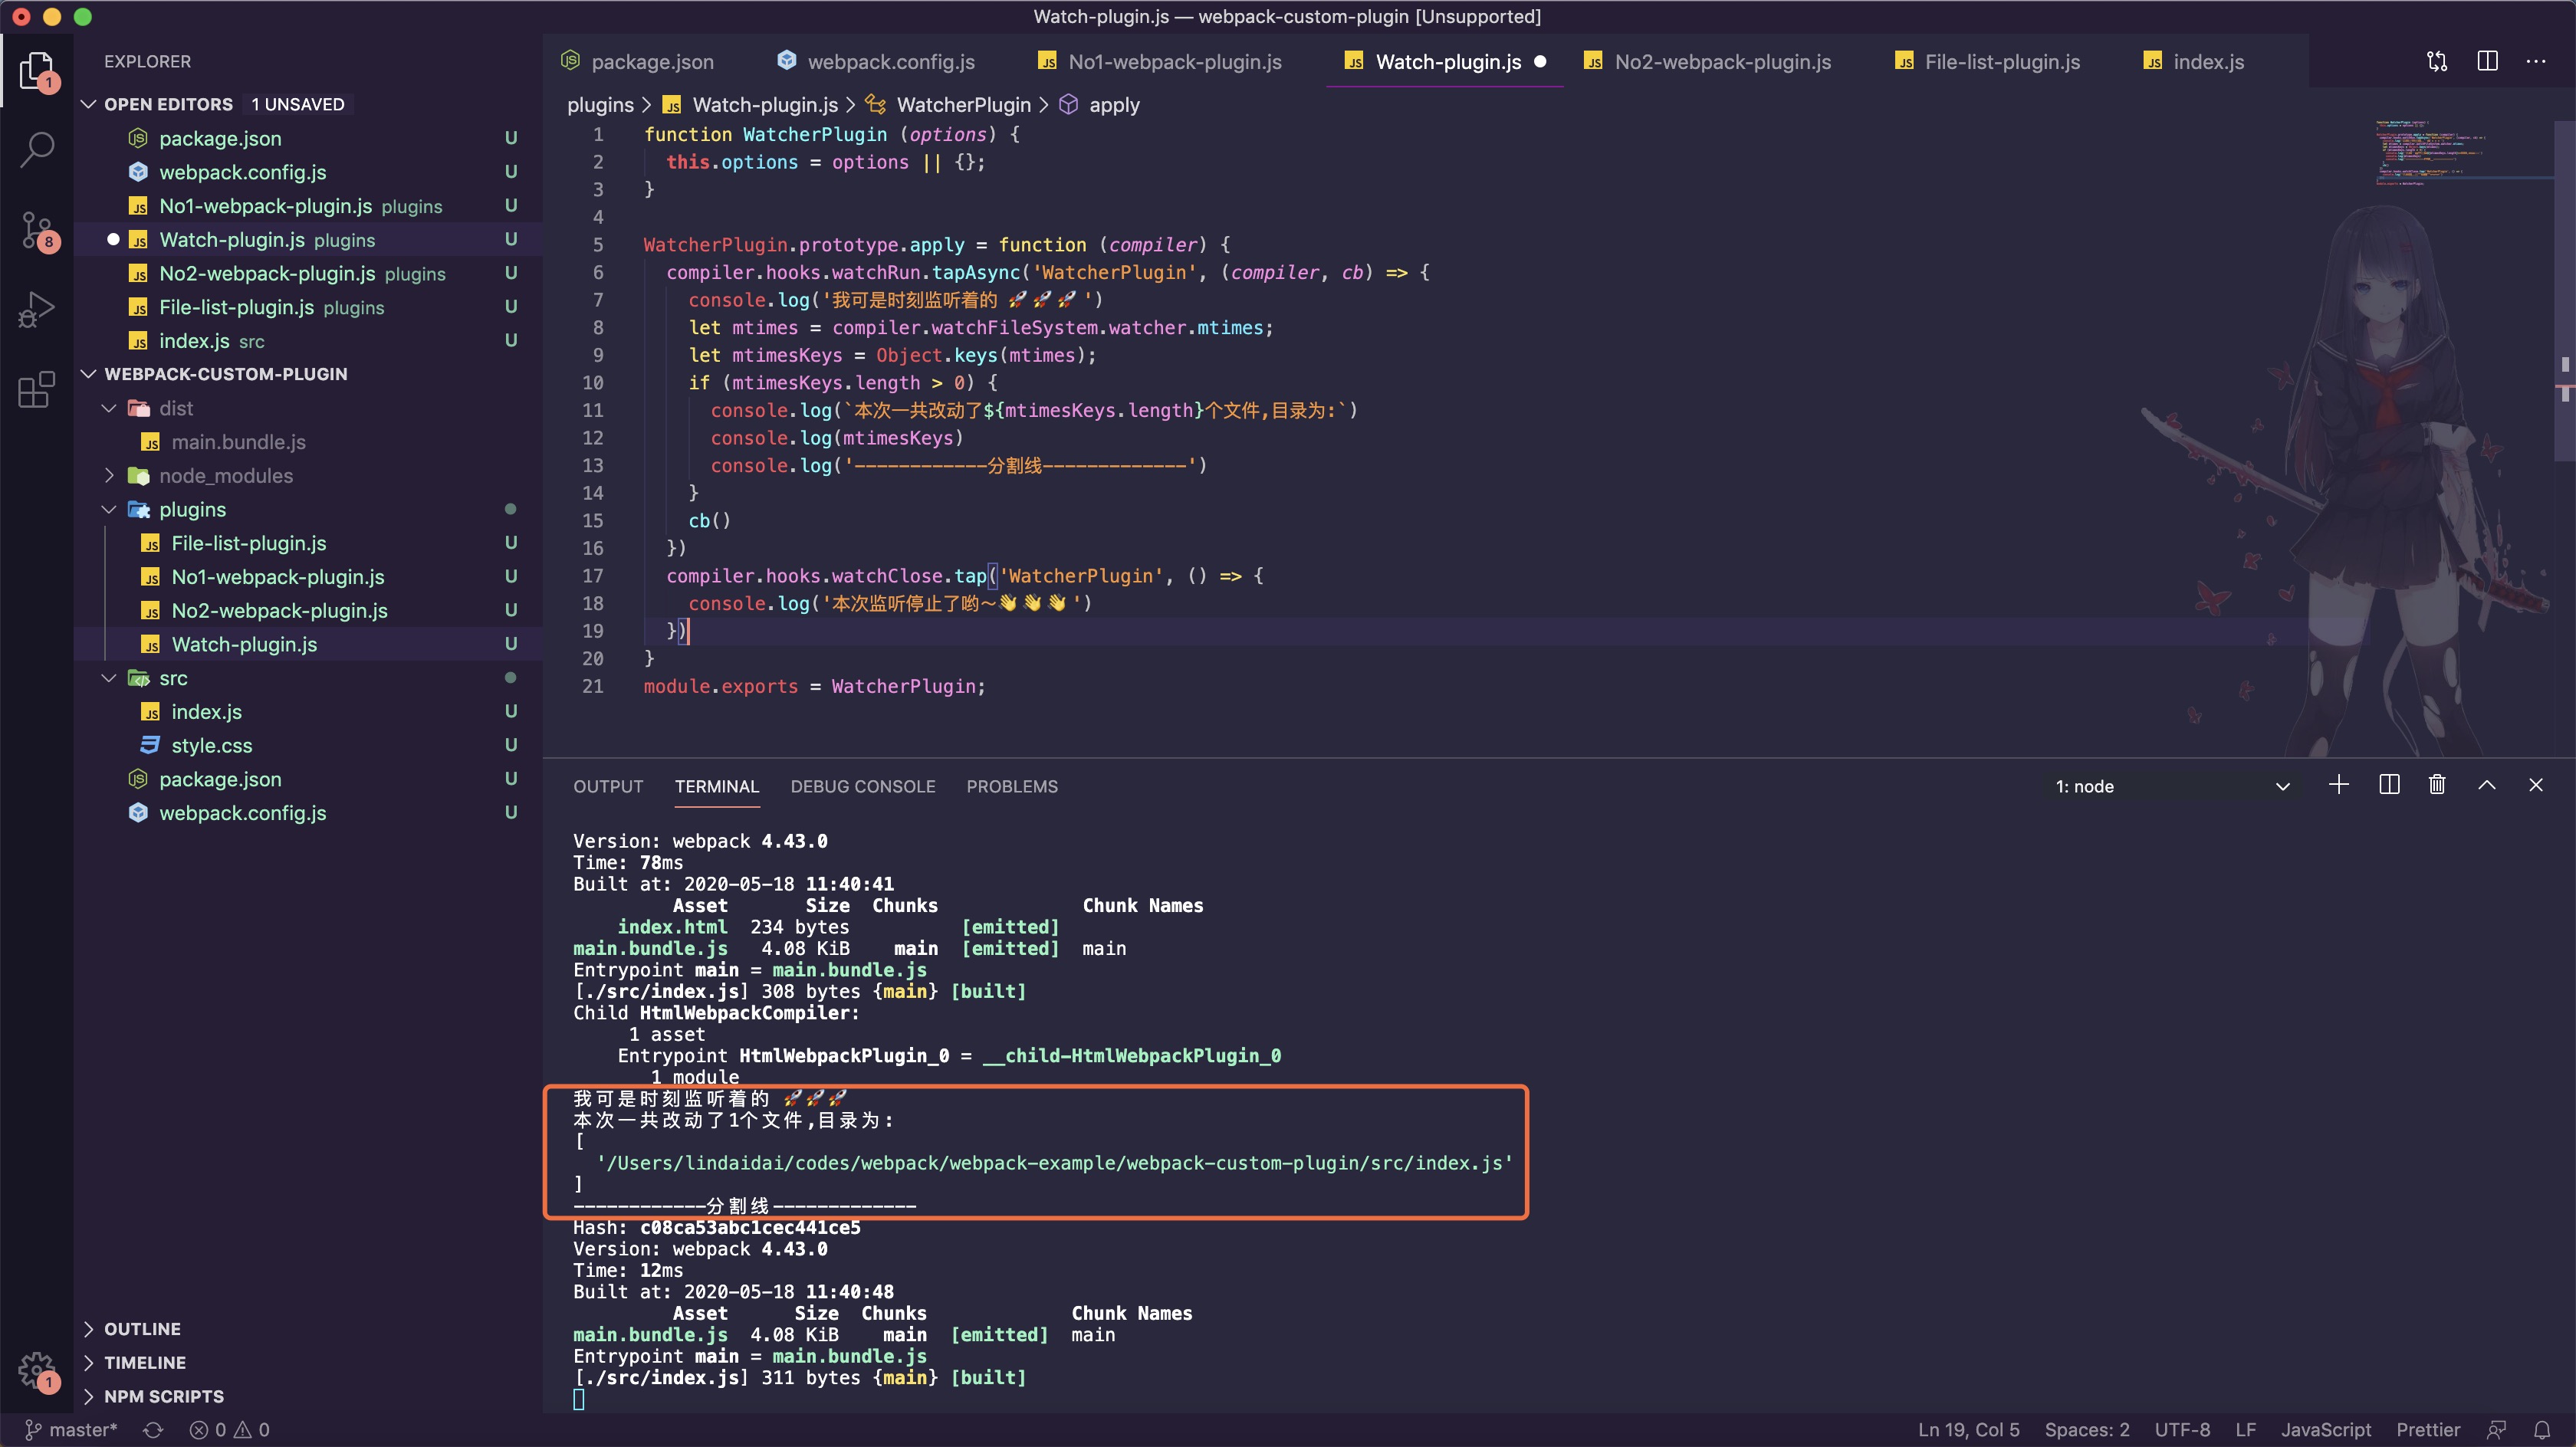 Watch-plugin.js — webpack-custom-plugin [Unsupported]
EXPLORER
OPEN EDITORS 1 UNSAVED
package.json U
webpack.config.js U
No1-webpack-plugin.js plugins U
Watch-plugin.js plugins U
No2-webpack-plugin.js plugins U
File-list-plugin.js plugins U
index.js src U
WEBPACK-CUSTOM-PLUGIN
dist
main.bundle.js
node_modules
plugins
File-list-plugin.js U
No1-webpack-plugin.js U
No2-webpack-plugin.js U
Watch-plugin.js U
src
index.js U
style.css U
package.json U
webpack.config.js U
OUTLINE
TIMELINE
NPM SCRIPTS
1
8
1
package.json webpack.config.js No1-webpack-plugin.js Watch-plugin.js No2-webpack-plugin.js File-list-plugin.js index.js
plugins > Watch-plugin.js > WatcherPlugin > apply
1 function WatcherPlugin (options) {
2 this.options = options || {};
3 }
4
5 WatcherPlugin.prototype.apply = function (compiler) {
6 compiler.hooks.watchRun.tapAsync('WatcherPlugin', (compiler, cb) => {
7 console.log('我可是时刻监听着的 🚀🚀🚀 ')
8 let mtimes = compiler.watchFileSystem.watcher.mtimes;
9 let mtimesKeys = Object.keys(mtimes);
10 if (mtimesKeys.length > 0) {
11 console.log(`本次一共改动了${mtimesKeys.length}个文件,目录为:`)
12 console.log(mtimesKeys)
13 console.log('------------分割线-------------')
14 }
15 cb()
16 })
17 compiler.hooks.watchClose.tap('WatcherPlugin', () => {
18 console.log('本次监听停止了哟～👋👋👋 ')
19 })
20 }
21 module.exports = WatcherPlugin;
OUTPUT TERMINAL DEBUG CONSOLE PROBLEMS 1: node
Version: webpack 4.43.0
Time: 78ms
Built at: 2020-05-18 11:40:41
Asset Size Chunks Chunk Names
index.html 234 bytes [emitted]
main.bundle.js 4.08 KiB main [emitted] main
Entrypoint main = main.bundle.js
[./src/index.js] 308 bytes {main} [built]
Child HtmlWebpackCompiler:
1 asset
Entrypoint HtmlWebpackPlugin_0 = __child-HtmlWebpackPlugin_0
1 module
我可是时刻监听着的 🚀🚀🚀
本次一共改动了1个文件,目录为:
[
'/Users/lindaidai/codes/webpack/webpack-example/webpack-custom-plugin/src/index.js'
]
------------分割线-------------
Hash: c08ca53abc1cec441ce5
Version: webpack 4.43.0
Time: 12ms
Built at: 2020-05-18 11:40:48
Asset Size Chunks Chunk Names
main.bundle.js 4.08 KiB main [emitted] main
Entrypoint main = main.bundle.js
[./src/index.js] 311 bytes {main} [built]
master* 0 0 Ln 19, Col 5 Spaces: 2 UTF-8 LF JavaScript Prettier